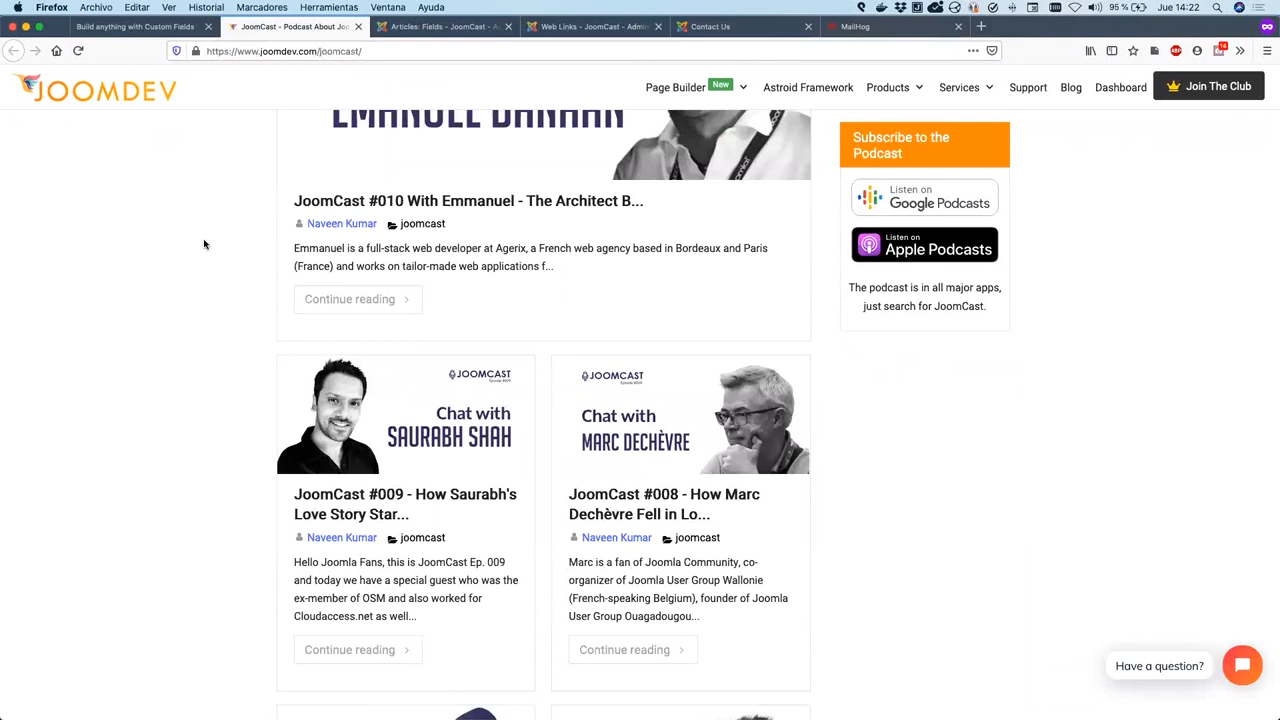 Firefox Archivo Editar Ver Historial Marcadores Herramientas Ventana Ayuda 95 % Jue 14:22
Build anything with Custom Fields JoomCast - Podcast About Joo Articles: Fields - JoomCast - A Web Links - JoomCast - Admin Contact Us MailHog
https://www.joomdev.com/joomcast/ 14
JOOMDEV Page Builder New Astroid Framework Products Services Support Blog Dashboard Join The Club
Subscribe to the
Podcast
Listen on
Google Podcasts
Listen on
Apple Podcasts
The podcast is in all major apps,
just search for JoomCast.
JoomCast #010 With Emmanuel - The Architect B...
Naveen Kumar joomcast
Emmanuel is a full-stack web developer at Agerix, a French web agency based in Bordeaux and Paris
(France) and works on tailor-made web applications f...
Continue reading
JOOMCAST
Episode #009
Chat with
SAURABH SHAH
JoomCast #009 - How Saurabh's
Love Story Star...
Naveen Kumar joomcast
Hello Joomla Fans, this is JoomCast Ep. 009
and today we have a special guest who was the
ex-member of OSM and also worked for
Cloudaccess.net as well...
Continue reading
JOOMCAST
Chat with
MARC DECHÈVRE
JoomCast #008 - How Marc
Dechèvre Fell in Lo...
Naveen Kumar joomcast
Marc is a fan of Joomla Community, co-
organizer of Joomla User Group Wallonie
(French-speaking Belgium), founder of Joomla
User Group Ouagadougou...
Continue reading
Have a question?